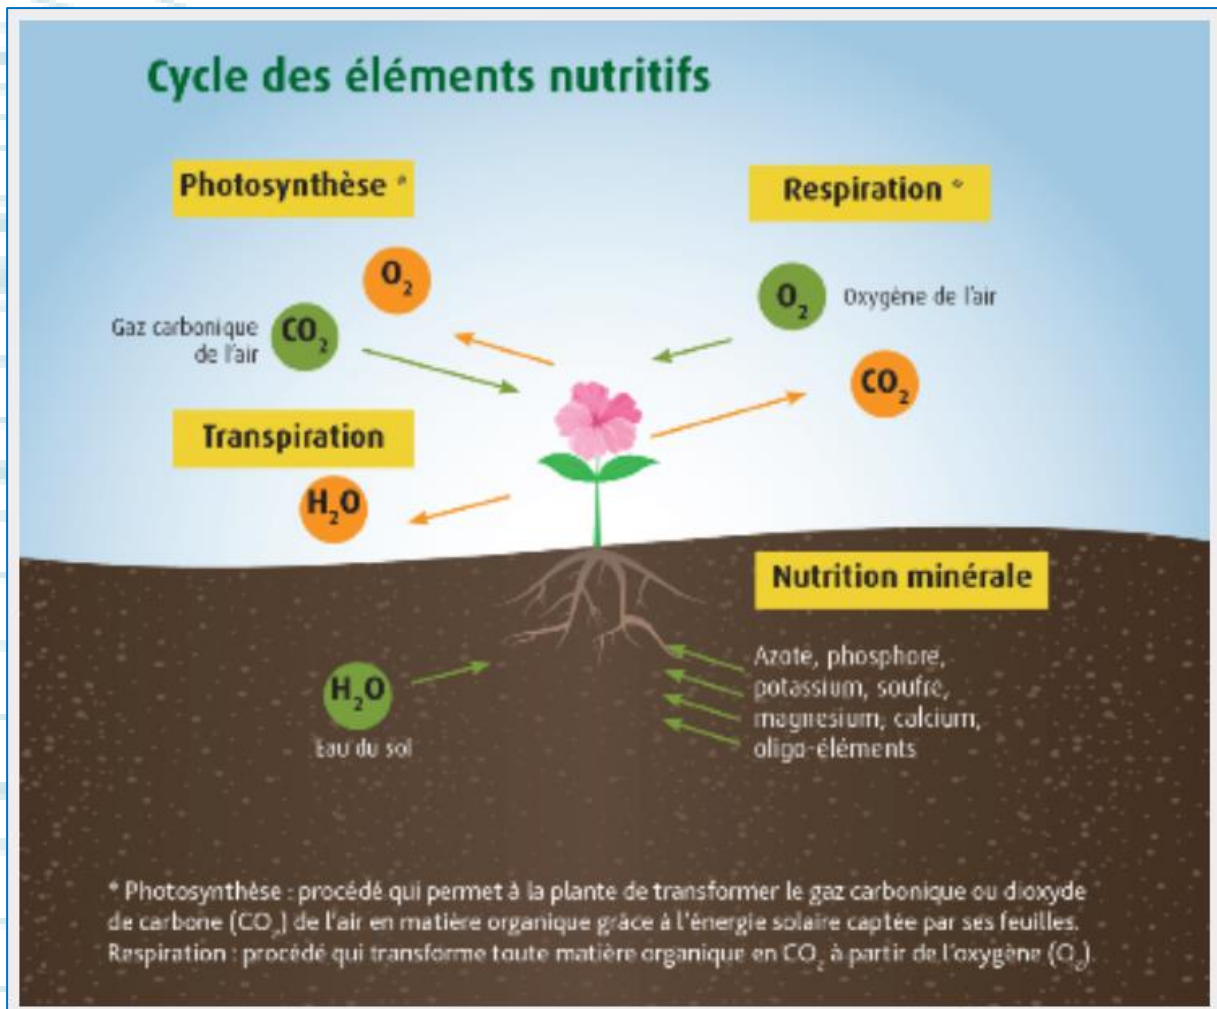 Cycle des éléments nutritifs
Photosynthèse *
O₂
Gaz carbonique
de l'air
CO₂
Transpiration
H₂O
Respiration *
O₂
Oxygène de l'air
CO₂
Nutrition minérale
Azote, phosphore,
potassium, soufre,
magnesium, calcium,
oligo-éléments
H₂O
Eau du sol
* Photosynthèse : procédé qui permet à la plante de transformer le gaz carbonique ou dioxyde
de carbone (CO₂) de l'air en matière organique grâce à l'énergie solaire captée par ses feuilles.
Respiration : procédé qui transforme toute matière organique en CO₂ à partir de l'oxygène (O₂).